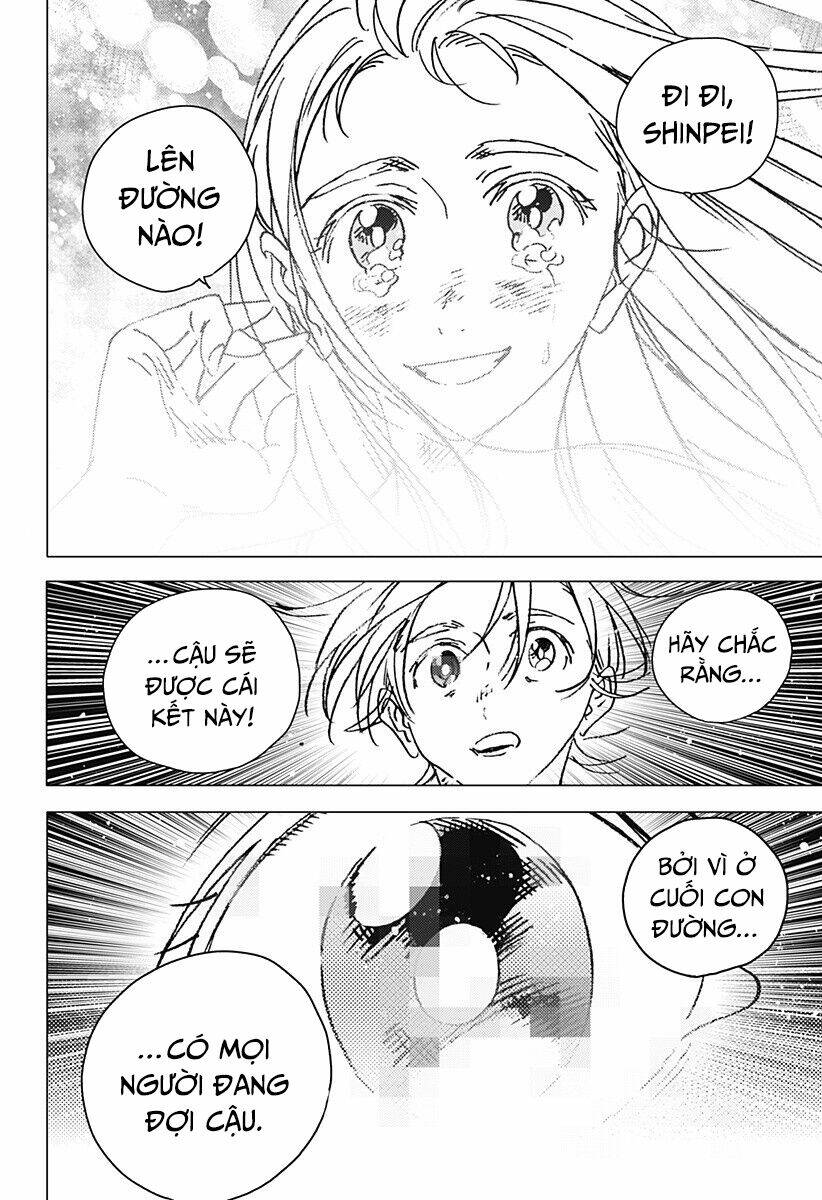 ĐI ĐI,
SHINPEI!
LÊN
ĐƯỜNG
NÀO!
HÃY CHẮC
RẰNG...
...CẬU SẼ
ĐƯỢC CÁI
KẾT NÀY!
BỞI VÌ Ở
CUỐI CON
ĐƯỜNG...
...CÓ MỌI
NGƯỜI ĐANG
ĐỢI CẬU.